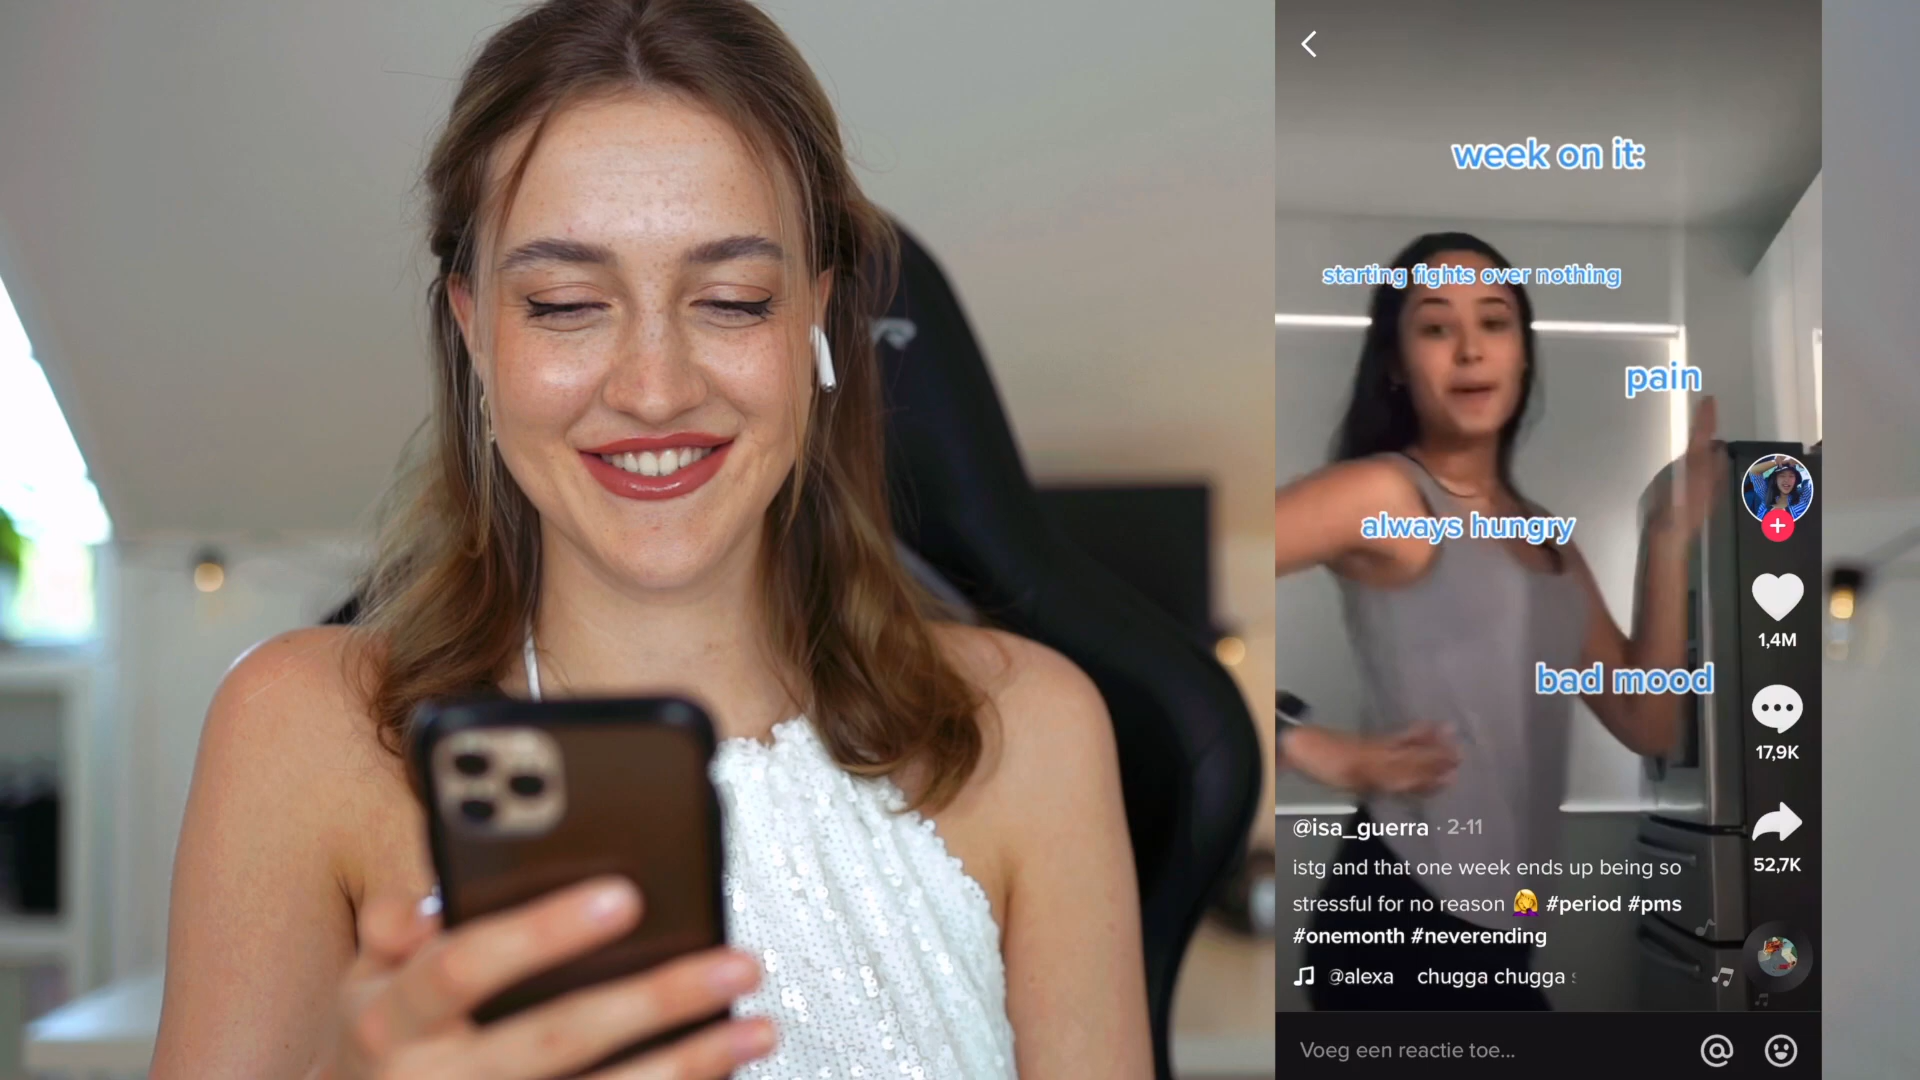 week on it:
starting fights over nothing
pain
always hungry
bad mood
1,4M
17,9K
52,7K
@isa_guerra · 2-11
istg and that one week ends up being so
stressful for no reason 🤦‍♀️ #period #pms
#onemonth #neverending
@alexa chugga chugga
Voeg een reactie toe...